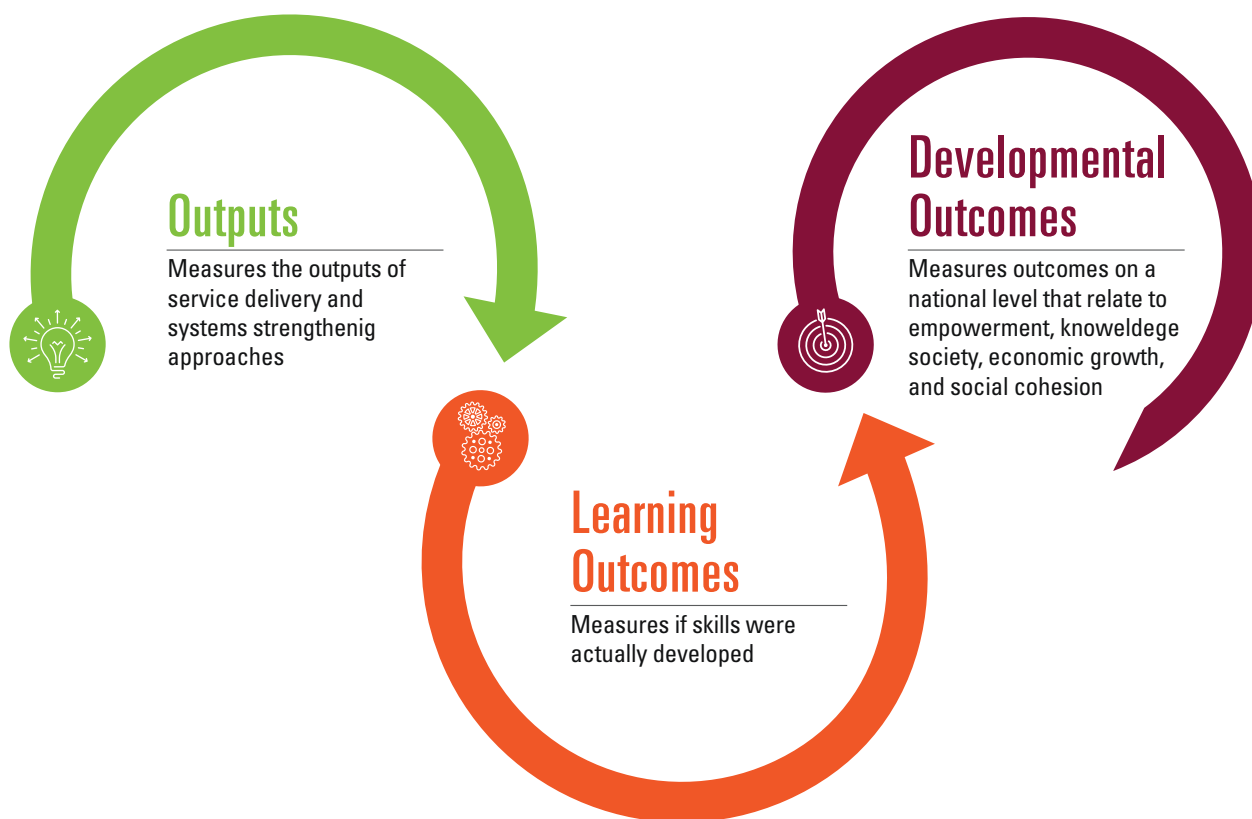 Outputs
Measures the outputs of
service delivery and
systems strengthenig
approaches
Learning
Outcomes
Measures if skills were
actually developed
Developmental
Outcomes
Measures outcomes on a
national level that relate to
empowerment, knoweldege
society, economic growth,
and social cohesion